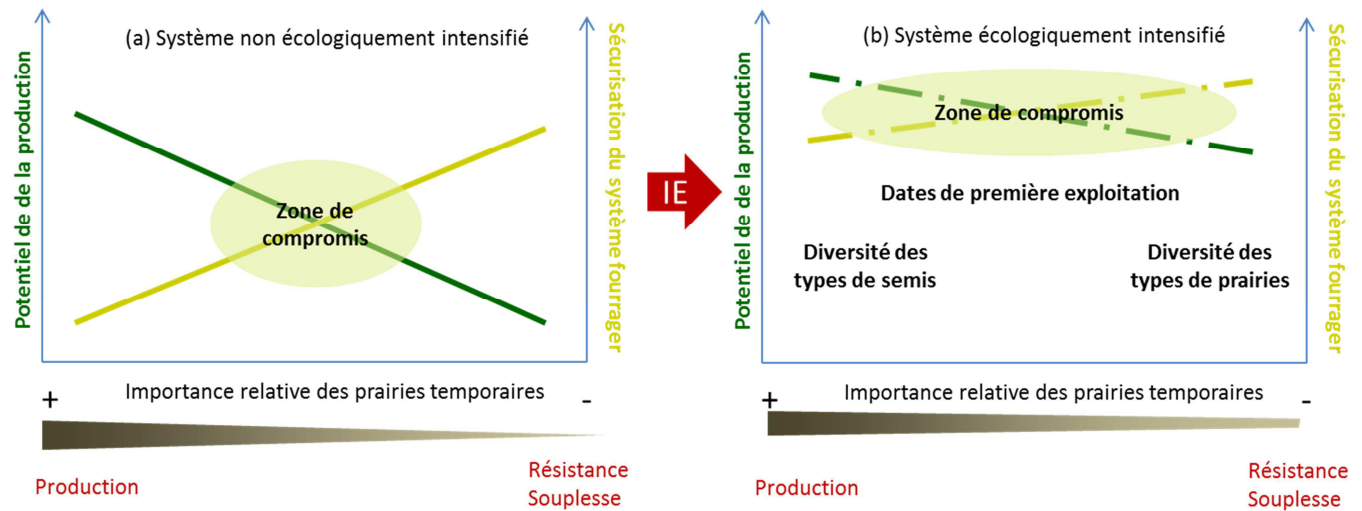 (a) Système non écologiquement intensifié
Potentiel de de la production
Sécurisation du système fourrager
Zone de
compromis
+
Importance relative des prairies temporaires
-
Production
Résistance
Souplesse
IE
(b) Système écologiquement intensifié
Potentiel de la production
Sécurisation du système fourrager
Zone de compromis
Dates de première exploitation
Diversité des
types de semis
Diversité des
types de prairies
+
Importance relative des prairies temporaires
-
Production
Résistance
Souplesse